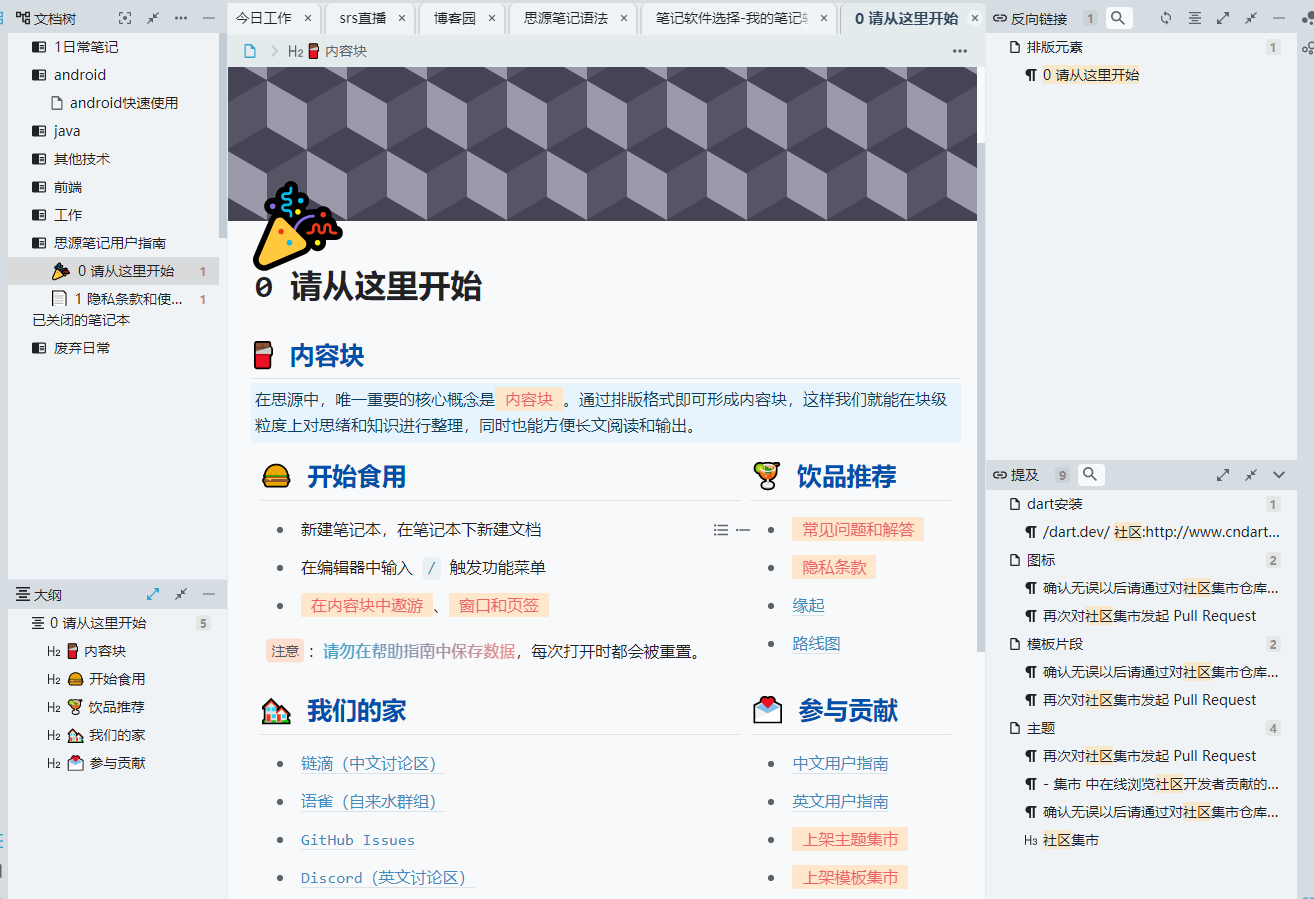 文档树
1日常笔记
android
android快速使用
java
其他技术
前端
工作
思源笔记用户指南
0 请从这里开始 1
1 隐私条款和使... 1
已关闭的笔记本
废弃日常
大纲
0 请从这里开始 5
H2 内容块
H2 开始食用
H2 饮品推荐
H2 我们的家
H2 参与贡献
今日工作 × srs直播 × 博客园 × 思源笔记语法 × 笔记软件选择-我的笔记软 × 0 请从这里开始 ×
H2 内容块
0 请从这里开始
内容块
在思源中，唯一重要的核心概念是 内容块 。通过排版格式即可形成内容块，这样我们就能在块级
粒度上对思绪和知识进行整理，同时也能方便长文阅读和输出。
开始食用
新建笔记本，在笔记本下新建文档
在编辑器中输入 / 触发功能菜单
在内容块中遨游 、 窗口和页签
注意 ：请勿在帮助指南中保存数据，每次打开时都会被重置。
饮品推荐
常见问题和解答
隐私条款
缘起
路线图
我们的家
链滴（中文讨论区）
语雀（自来水群组）
GitHub Issues
Discord（英文讨论区）
参与贡献
中文用户指南
英文用户指南
上架主题集市
上架模板集市
反向链接 1
排版元素 1
0 请从这里开始
提及 9
dart安装 1
/dart.dev/ 社区:http://www.cndart...
图标 2
确认无误以后请通过对社区集市仓库...
再次对社区集市发起 Pull Request
模板片段 2
确认无误以后请通过对社区集市仓库...
再次对社区集市发起 Pull Request
主题 4
再次对社区集市发起 Pull Request
- 集市 中在线浏览社区开发者贡献的...
确认无误以后请通过对社区集市仓库...
H3 社区集市